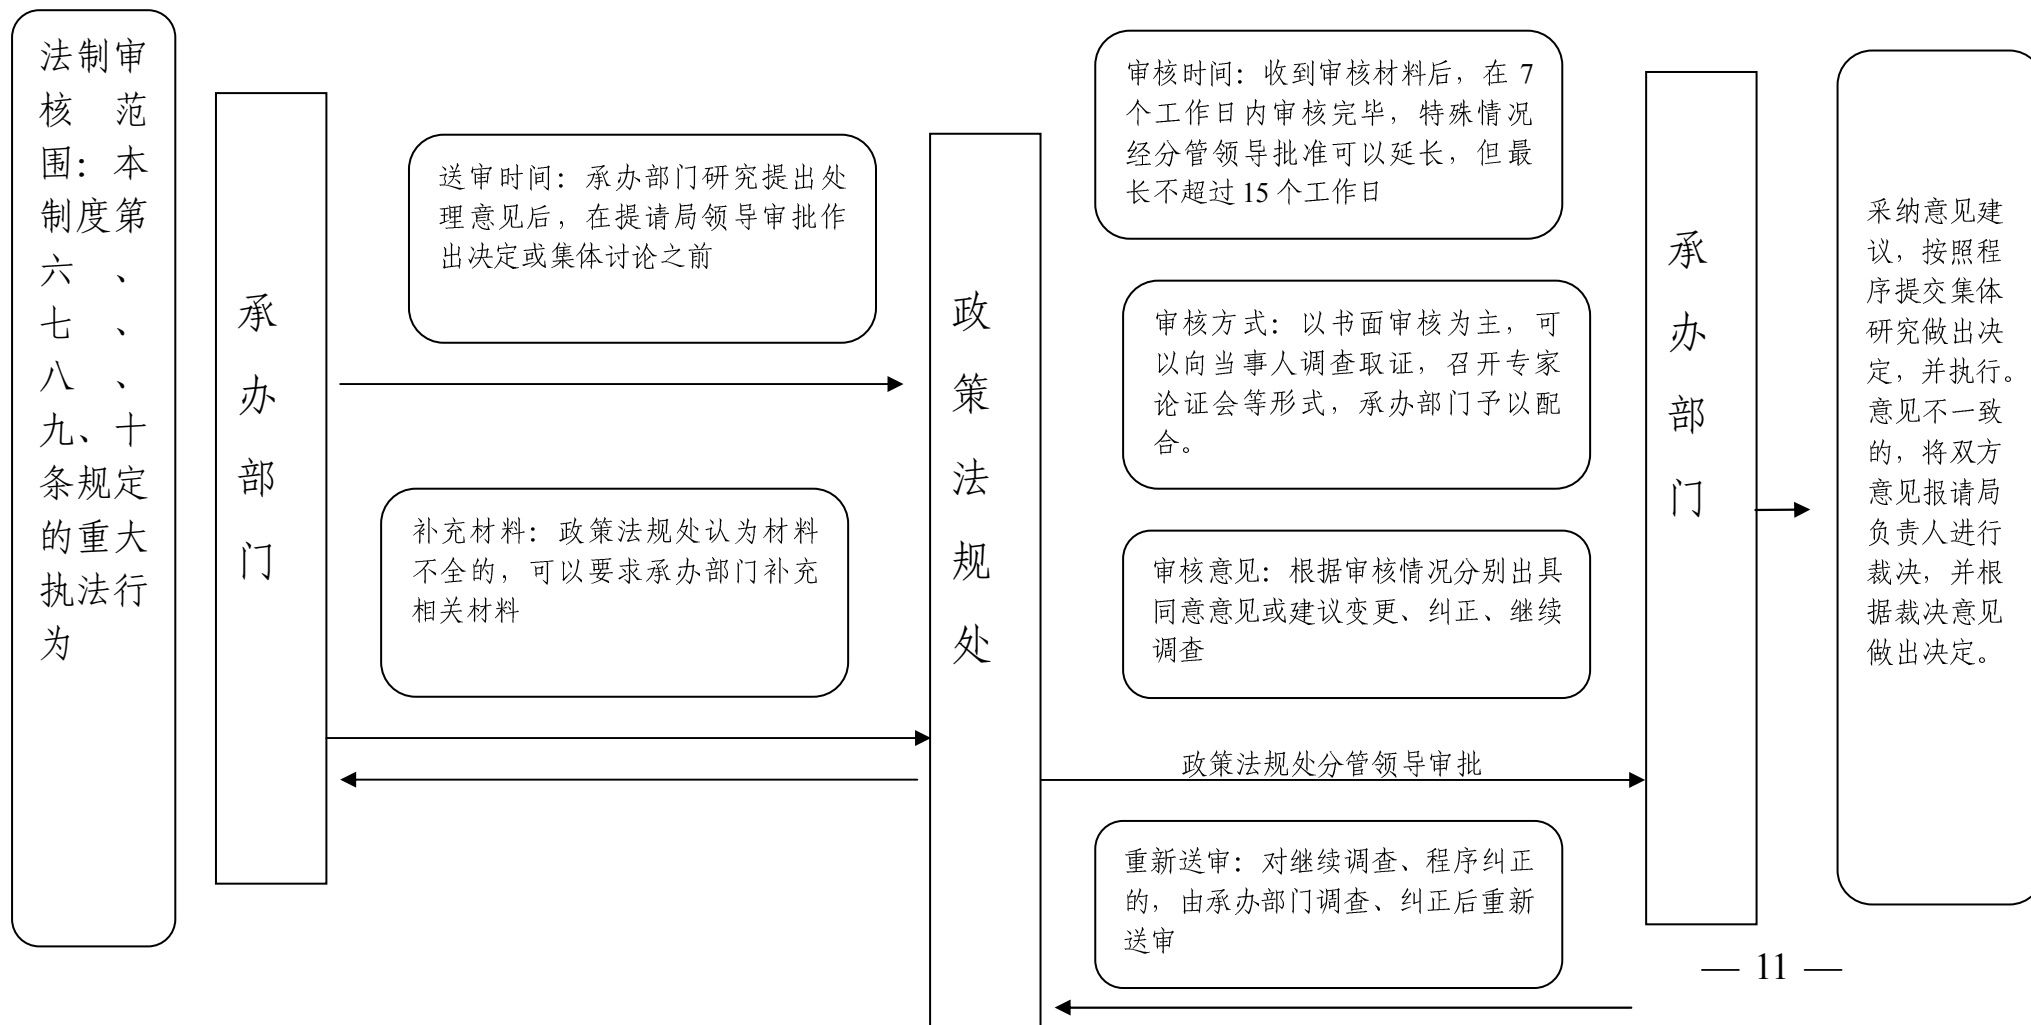 法制审
核范
围：本
制度第
六、
七、
八、
九、十
条规定
的重大
执法行
为
承
办
部
门
送审时间：承办部门研究提出处
理意见后，在提请局领导审批作
出决定或集体讨论之前
补充材料：政策法规处认为材料
不全的，可以要求承办部门补充
相关材料
政
策
法
规
处
审核时间：收到审核材料后，在 7
个工作日内审核完毕，特殊情况
经分管领导批准可以延长，但最
长不超过 15 个工作日
审核方式：以书面审核为主，可
以向当事人调查取证，召开专家
论证会等形式，承办部门予以配
合。
审核意见：根据审核情况分别出具
同意意见或建议变更、纠正、继续
调查
政策法规处分管领导审批
重新送审：对继续调查、程序纠正
的，由承办部门调查、纠正后重新
送审
承
办
部
门
采纳意见建
议，按照程
序提交集体
研究做出决
定，并执行。
意见不一致
的，将双方
意见报请局
负责人进行
裁决，并根
据裁决意见
做出决定。
— 11 —